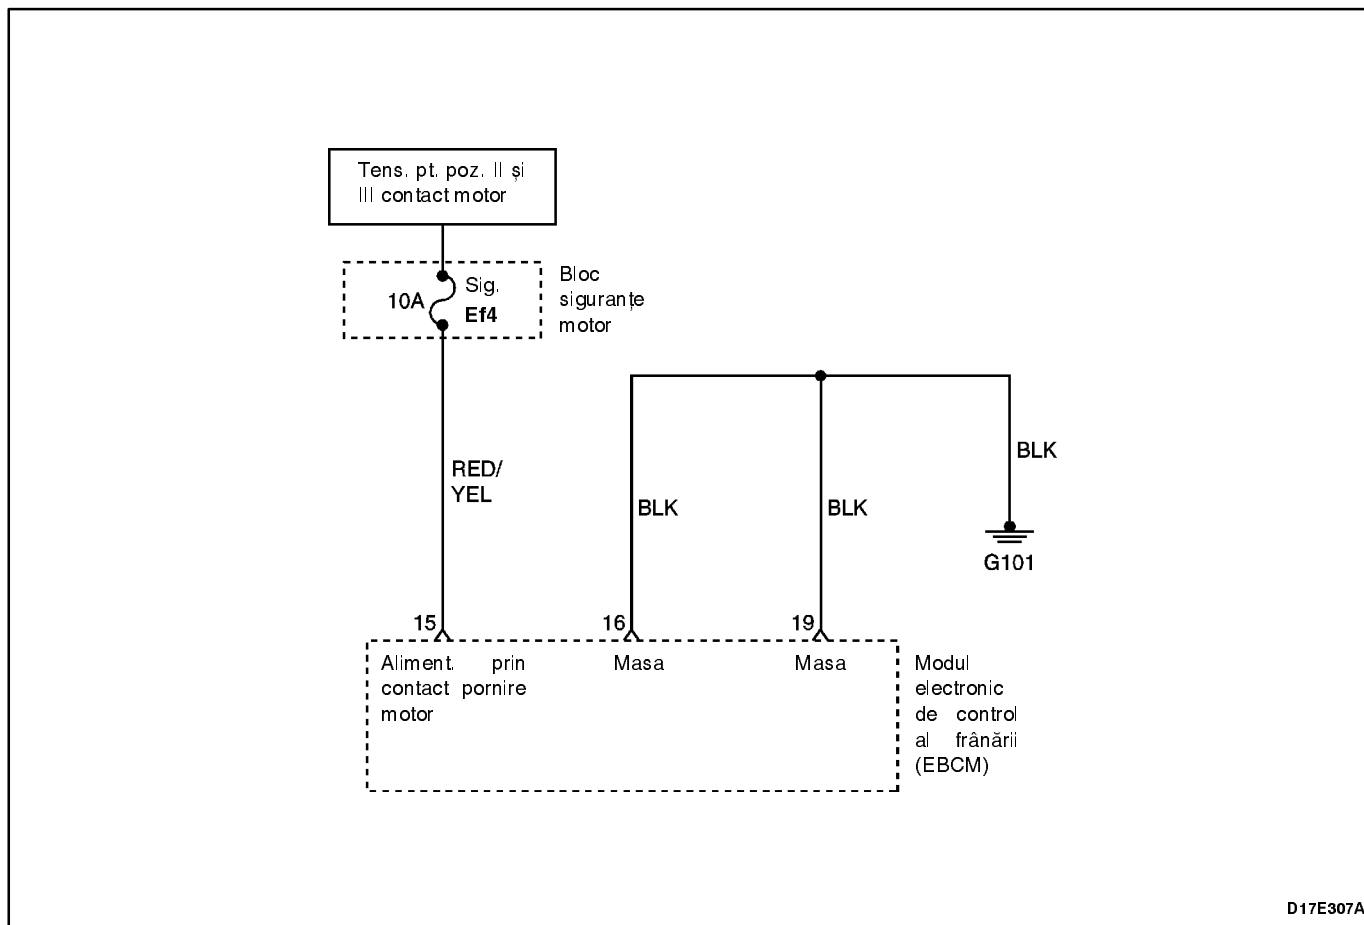 Tens. pt. poz. II și
III contact motor
10A
Sig.
Ef4
Bloc
siguranțe
motor
RED/
YEL
BLK
BLK
BLK
G101
15
16
19
Aliment. prin
contact pornire
motor
Masa
Masa
Modul
electronic
de control
al frânării
(EBCM)
D17E307A